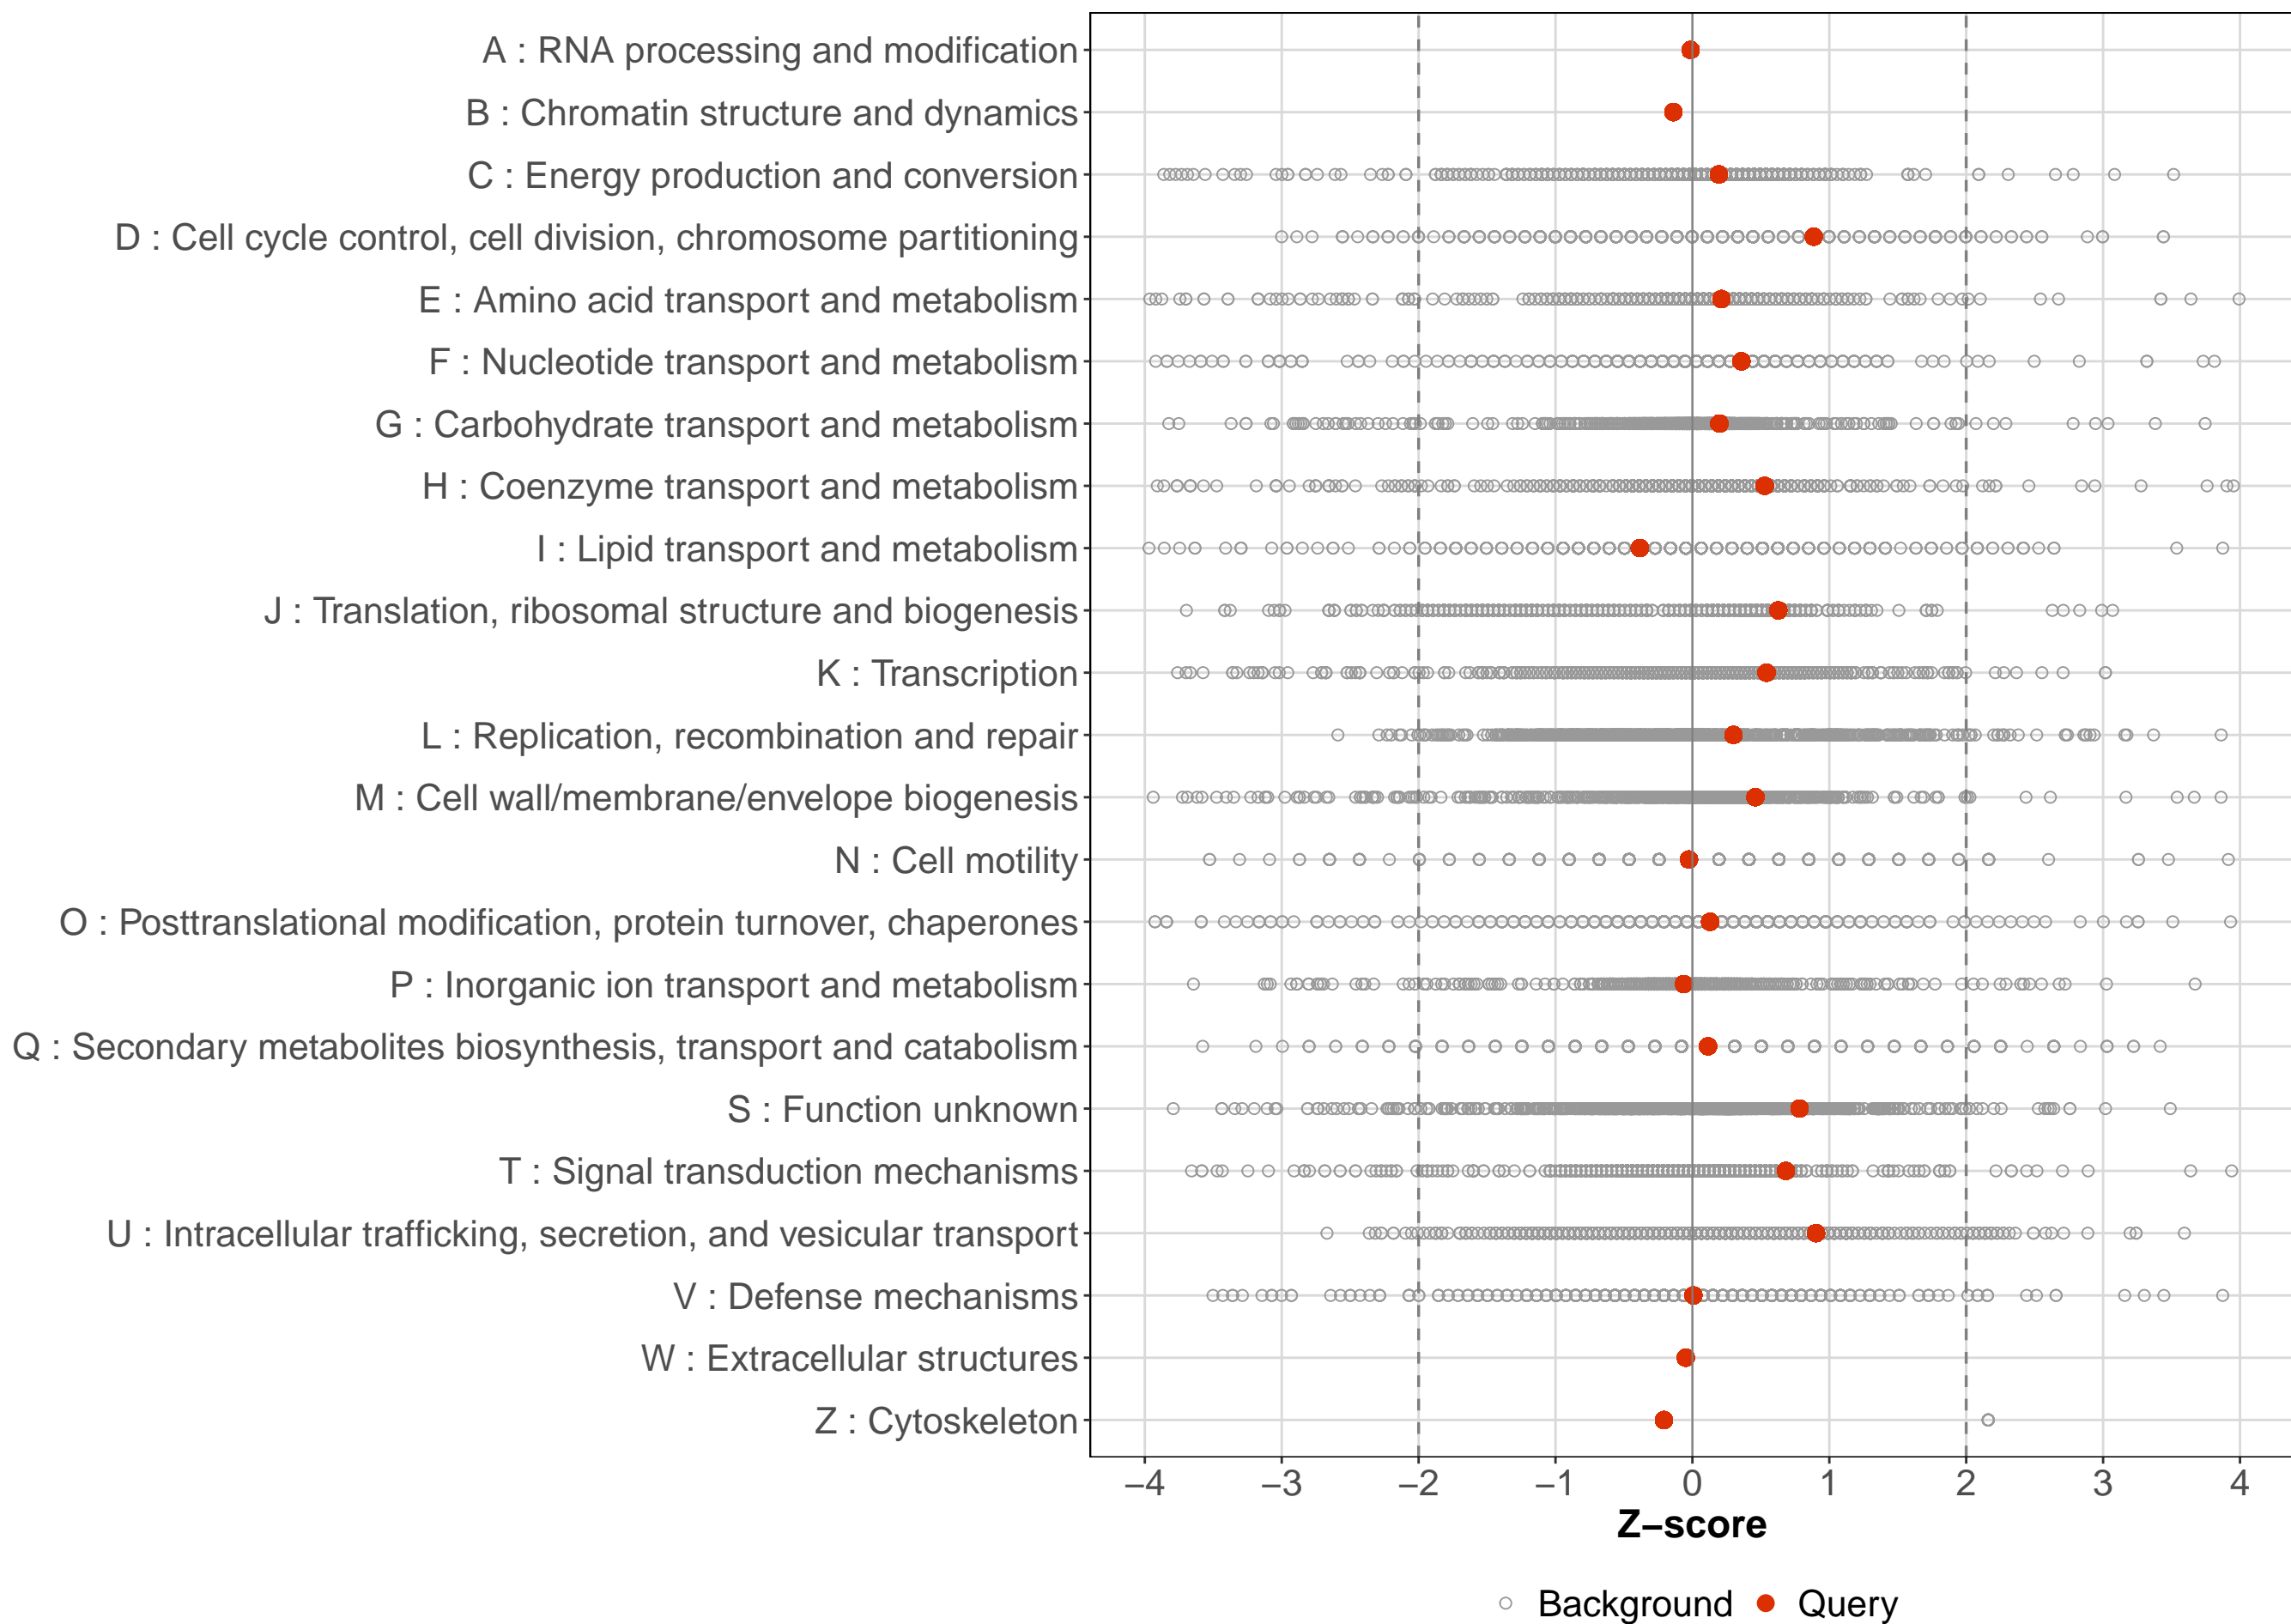 A : RNA processing and modification
B : Chromatin structure and dynamics
C : Energy production and conversion
D : Cell cycle control, cell division, chromosome partitioning
E : Amino acid transport and metabolism
F : Nucleotide transport and metabolism
G : Carbohydrate transport and metabolism
H : Coenzyme transport and metabolism
I : Lipid transport and metabolism
J : Translation, ribosomal structure and biogenesis
K : Transcription
L : Replication, recombination and repair
M : Cell wall/membrane/envelope biogenesis
N : Cell motility
O : Posttranslational modification, protein turnover, chaperones
P : Inorganic ion transport and metabolism
Q : Secondary metabolites biosynthesis, transport and catabolism
S : Function unknown
T : Signal transduction mechanisms
U : Intracellular trafficking, secretion, and vesicular transport
V : Defense mechanisms
W : Extracellular structures
Z : Cytoskeleton
−4 −3 −2 −1 0 1 2 3 4
Z−score
Background Query